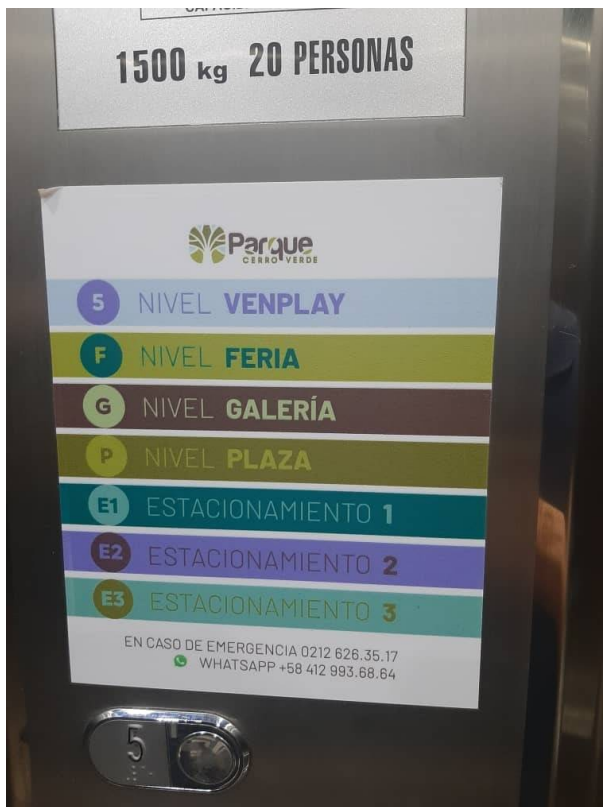 1500 kg 20 PERSONAS
Parque
CERRO VERDE
5 NIVEL VENPLAY
F NIVEL FERIA
G NIVEL GALERÍA
P NIVEL PLAZA
E1 ESTACIONAMIENTO 1
E2 ESTACIONAMIENTO 2
E3 ESTACIONAMIENTO 3
EN CASO DE EMERGENCIA 0212 626.35.17
WHATSAPP +58 412 993.68.64
5